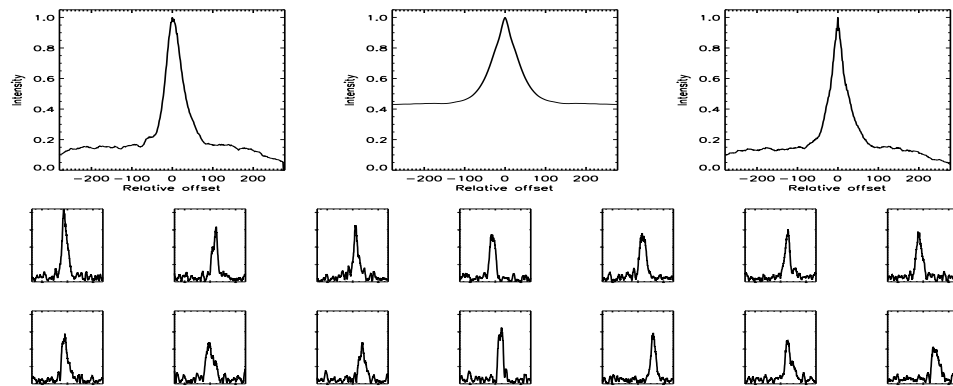 1.0 1.0 1.0
0.8 0.8 0.8
0.6 0.6 0.6
0.4 0.4 0.4
0.2 0.2 0.2
0.0 0.0 0.0
Intensity Intensity Intensity
−200 −100 0 100 200 −200 −100 0 100 200 −200 −100 0 100 200
Relative offset Relative offset Relative offset